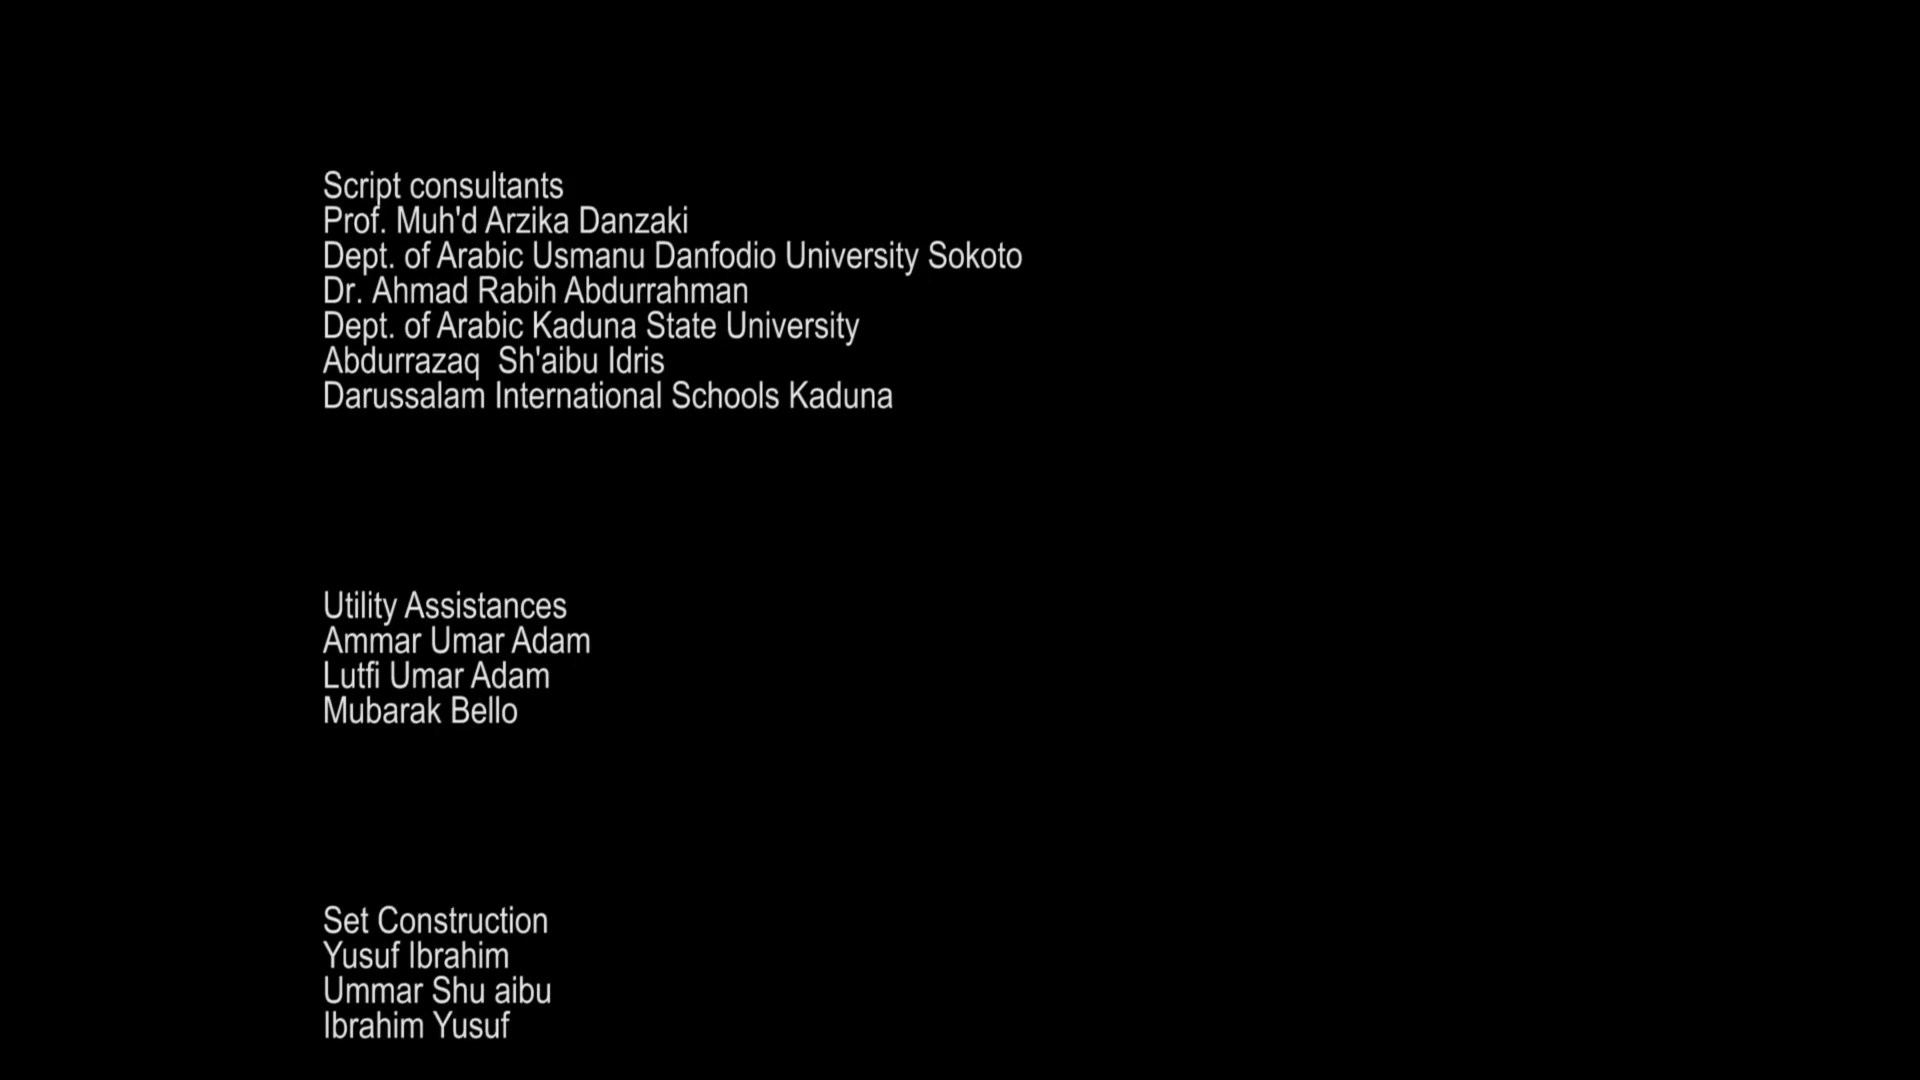 Script consultants
Prof. Muh'd Arzika Danzaki
Dept. of Arabic Usmanu Danfodio University Sokoto
Dr. Ahmad Rabih Abdurrahman
Dept. of Arabic Kaduna State University
Abdurrazaq  Sh'aibu Idris
Darussalam International Schools Kaduna
Utility Assistances
Ammar Umar Adam
Lutfi Umar Adam
Mubarak Bello
Set Construction
Yusuf Ibrahim
Ummar Shu aibu
Ibrahim Yusuf